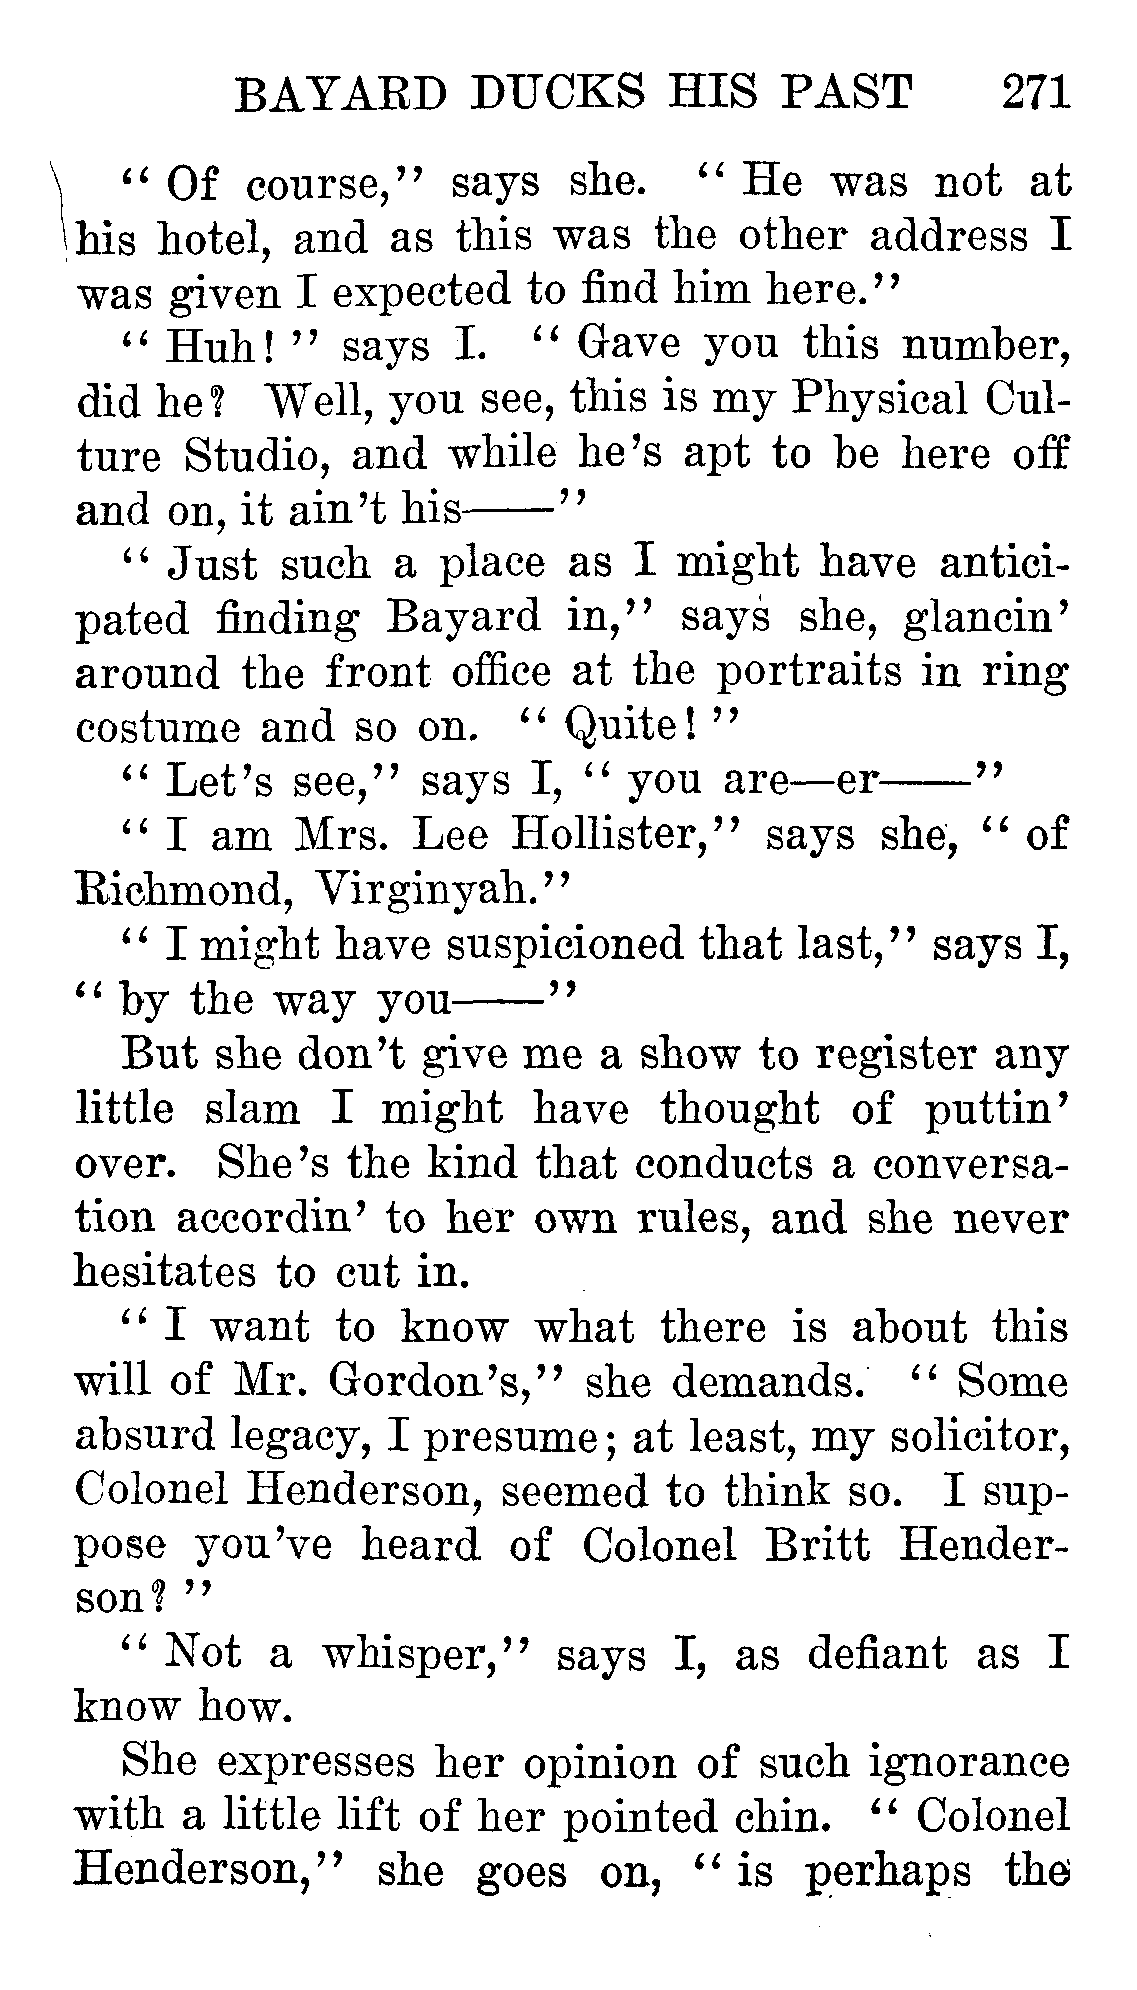 BAYARD DUCKS HIS PAST 271
“ Of course,” says she. “ He was not at
his hotel, and as this was the other address I
was given I expected to find him here.”
“ Huh! ” says I. “ Gave you this number,
did he? Well, you see, this is my Physical Cul-
ture Studio, and while he’s apt to be here off
and on, it ain’t his——”
“ Just such a place as I might have antici-
pated finding Bayard in,” says she, glancin’
around the front office at the portraits in ring
costume and so on. “ Quite! ”
“ Let’s see,” says I, “ you are—er——”
“ I am Mrs. Lee Hollister,” says she, “ of
Richmond, Virginyah.”
“ I might have suspicioned that last,” says I,
“ by the way you——”
But she don’t give me a show to register any
little slam I might have thought of puttin’
over. She’s the kind that conducts a conversa-
tion accordin’ to her own rules, and she never
hesitates to cut in.
“ I want to know what there is about this
will of Mr. Gordon’s,” she demands. “ Some
absurd legacy, I presume; at least, my solicitor,
Colonel Henderson, seemed to think so. I sup-
pose you’ve heard of Colonel Britt Hender-
son? ”
“ Not a whisper,” says I, as defiant as I
know how.
She expresses her opinion of such ignorance
with a little lift of her pointed chin. “ Colonel
Henderson,” she goes on, “ is perhaps the